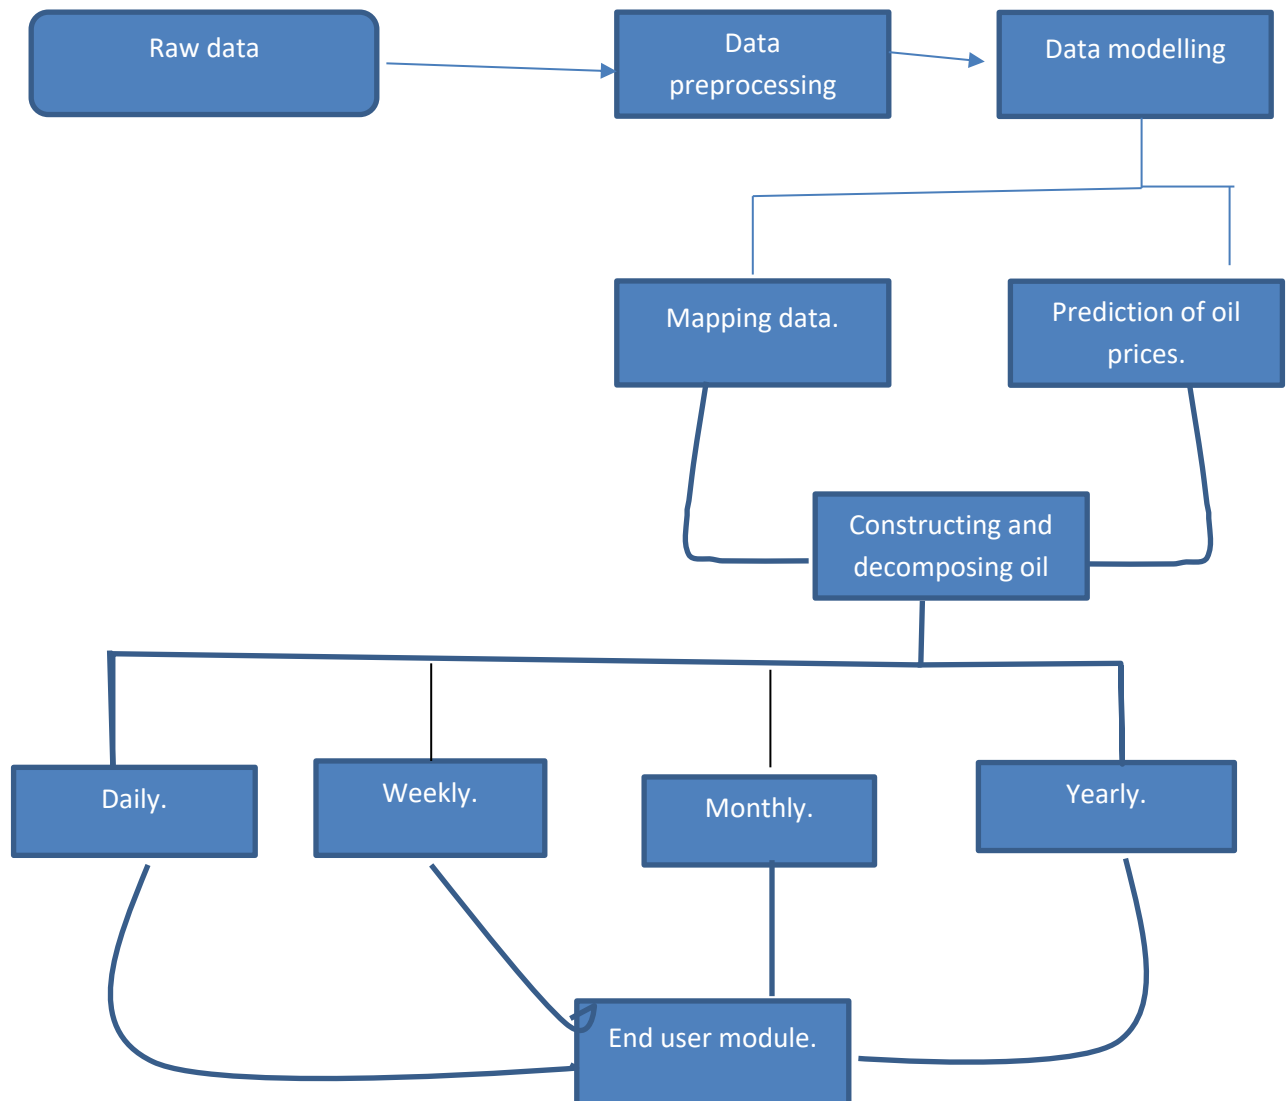 Raw data
Data
preprocessing
Data modelling
Mapping data.
Prediction of oil
prices.
Constructing and
decomposing oil
Daily.
Weekly.
Monthly.
Yearly.
End user module.